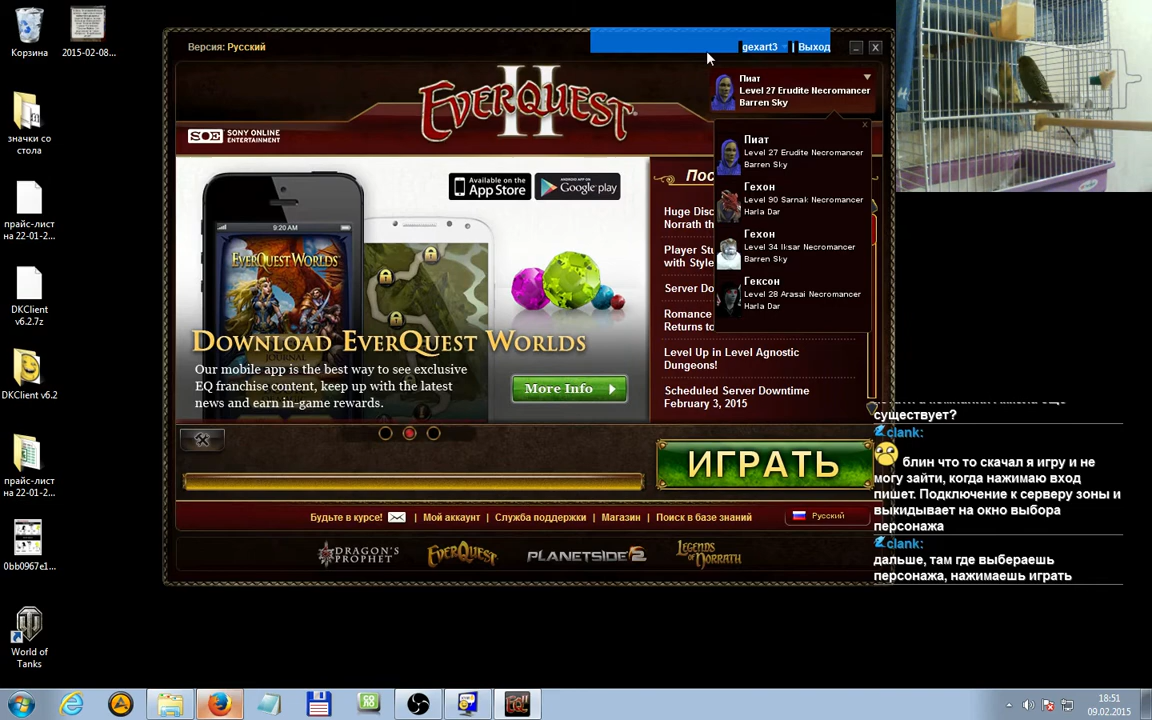 Корзина
2015-02-08...
значки со
стола
прайс-лист
на 22-01-2...
DKClient
v6.2.7z
DKClient v6.2
прайс-лист
на 22-01-2...
0bb0967e1...
World of
Tanks
Версия: Русский
gexart3 | Выход
EVERQUEST
II
SOE SONY ONLINE
ENTERTAINMENT
Пиат
Level 27 Erudite Necromancer
Barren Sky
Пиат
Level 27 Erudite Necromancer
Barren Sky
Гехон
Level 90 Sarnak Necromancer
Harla Dar
Гехон
Level 34 Iksar Necromancer
Barren Sky
Гексон
Level 28 Arasai Necromancer
Harla Dar
Available on the
App Store
Google play
9:20 AM
EVERQUEST WORLDS
JOURNAL
DOWNLOAD EVERQUEST WORLDS
Our mobile app is the best way to see exclusive
EQ franchise content, keep up with the latest
news and earn in-game rewards.
More Info
Пос
Huge Disc
Norrath th
Player Stu
with Style
Server Do
Romance
Returns to
Level Up in Level Agnostic
Dungeons!
Scheduled Server Downtime
February 3, 2015
ИГРАТЬ
Будьте в курсе! | Мой аккаунт | Служба поддержки | Магазин | Поиск в базе знаний
Русский
DRAGON'S PROPHET
EVERQUEST
PLANETSIDE 2
LEGENDS OF NORRATH
существует?
clank:
блин что то скачал я игру и не
могу зайти, когда нажимаю вход
пишет. Подключение к серверу зоны и
выкидывает на окно выбора
персонажа
clank:
дальше, там где выбераешь
персонажа, нажимаешь играть
18:51
09.02.2015